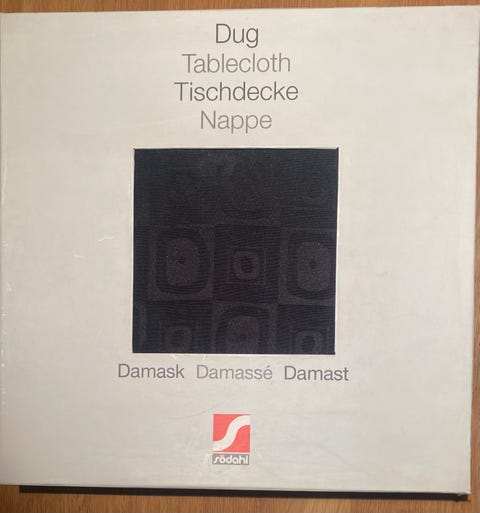 Dug
Tablecloth
Tischdecke
Nappe
Damask Damassé Damast
södahl